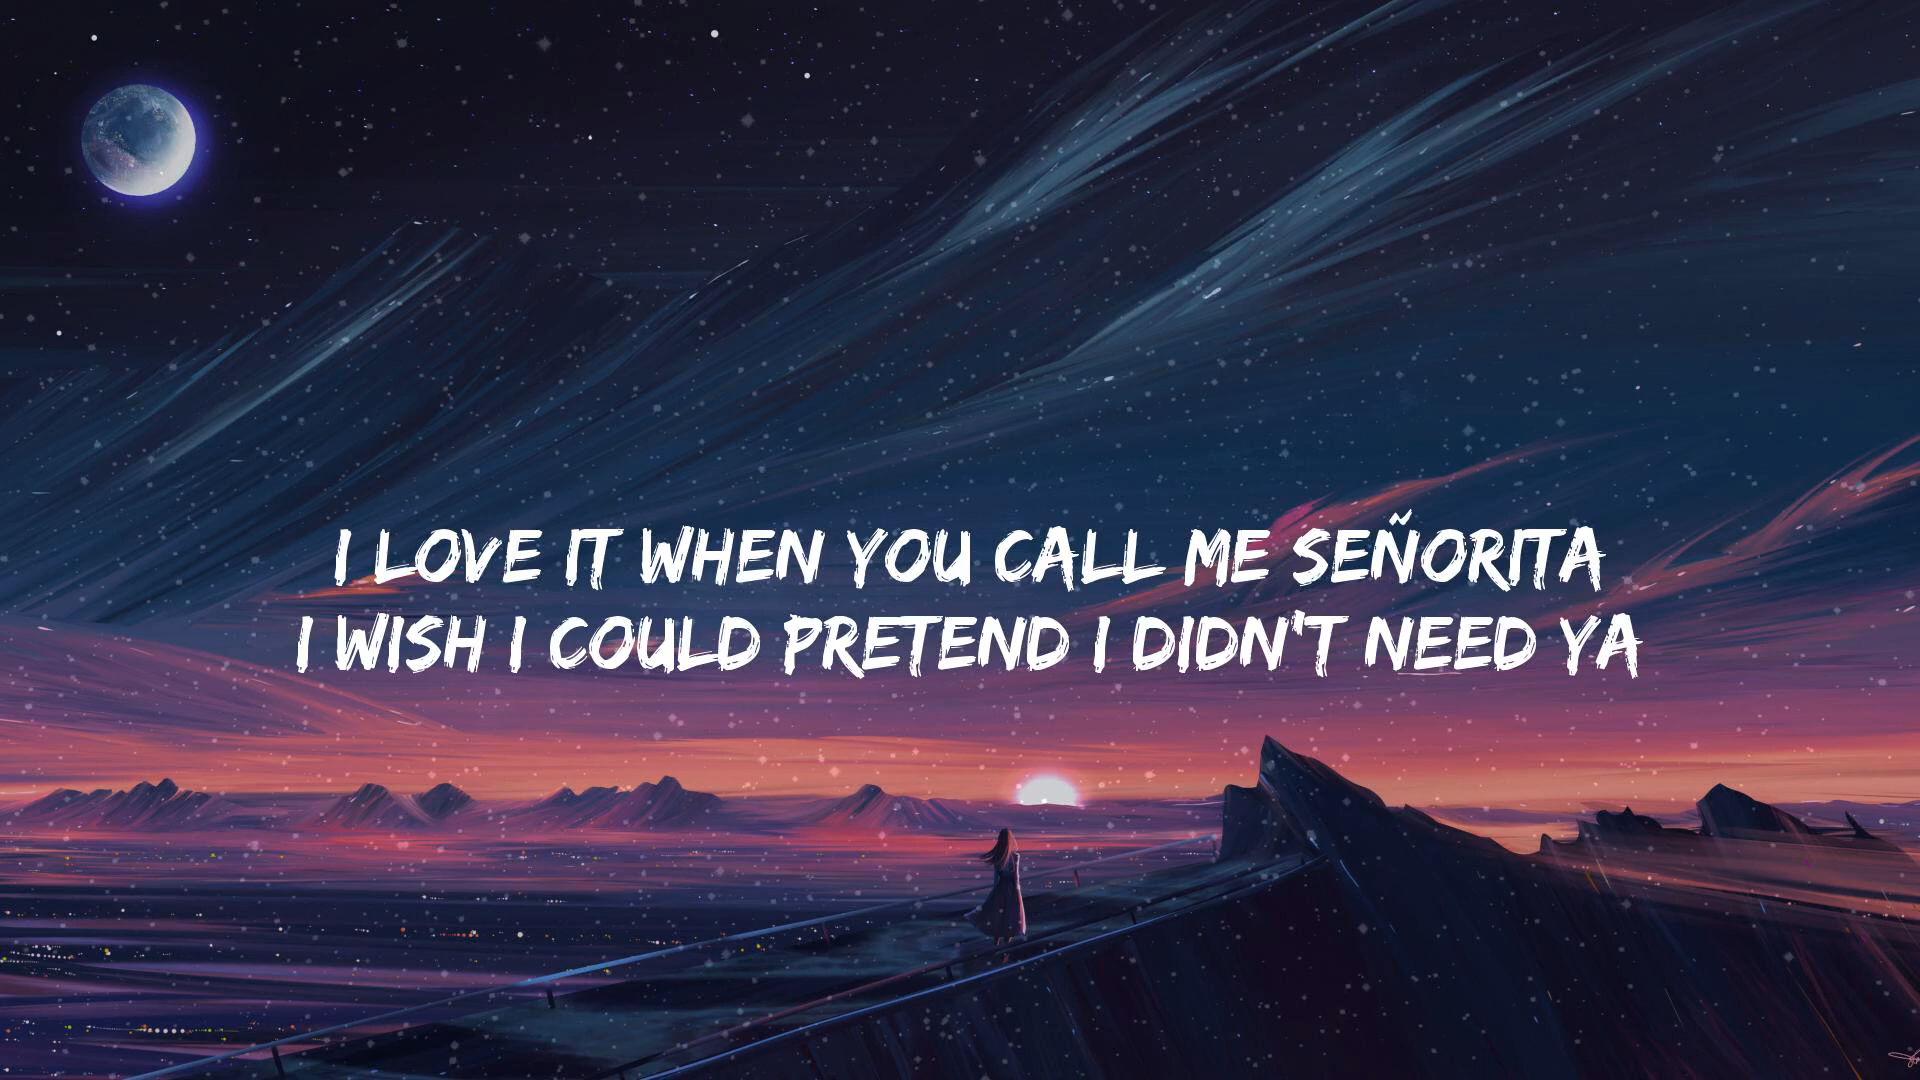 I LOVE IT WHEN YOU CALL ME SEÑORITA
I WISH I COULD PRETEND I DIDN'T NEED YA